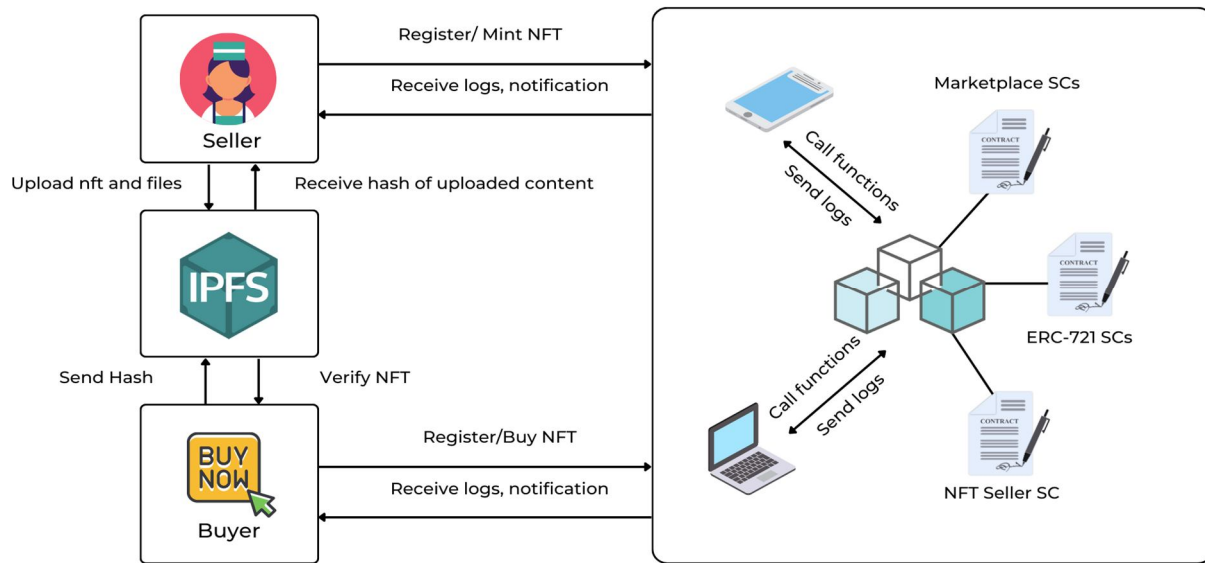 Register/ Mint NFT
Receive logs, notification
Seller
Upload nft and files
Receive hash of uploaded content
IPFS
Send Hash
Verify NFT
BUY
NOW
Buyer
Register/Buy NFT
Receive logs, notification
Marketplace SCs
CONTRACT
Call functions
Send logs
CONTRACT
ERC-721 SCs
Call functions
Send logs
CONTRACT
NFT Seller SC